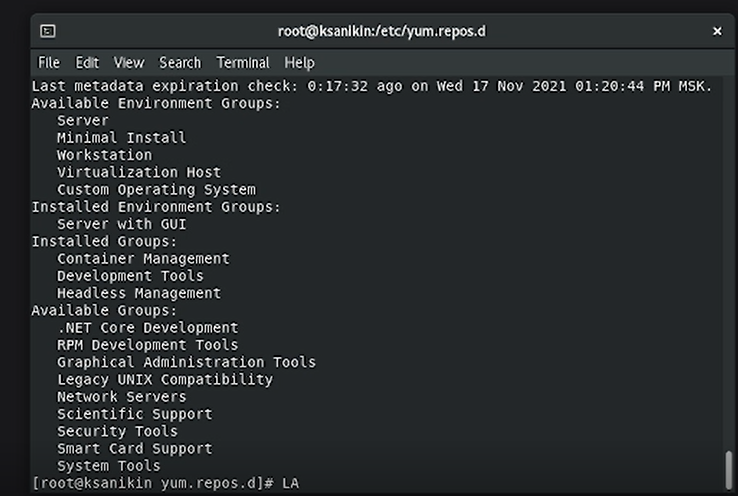 root@ksanikin:/etc/yum.repos.d
File Edit View Search Terminal Help
Last metadata expiration check: 0:17:32 ago on Wed 17 Nov 2021 01:20:44 PM MSK.
Available Environment Groups:
Server
Minimal Install
Workstation
Virtualization Host
Custom Operating System
Installed Environment Groups:
Server with GUI
Installed Groups:
Container Management
Development Tools
Headless Management
Available Groups:
.NET Core Development
RPM Development Tools
Graphical Administration Tools
Legacy UNIX Compatibility
Network Servers
Scientific Support
Security Tools
Smart Card Support
System Tools
[root@ksanikin yum.repos.d]# LA